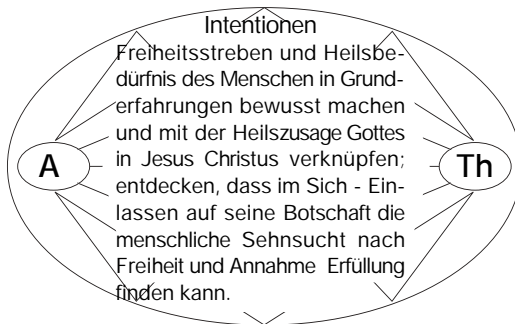 Intentionen
Freiheitsstreben und Heilsbe-
dürfnis des Menschen in Grund-
erfahrungen bewusst machen
und mit der Heilszusage Gottes
A in Jesus Christus verknüpfen; Th
entdecken, dass im Sich - Ein-
lassen auf seine Botschaft die
menschliche Sehnsucht nach
Freiheit und Annahme Erfüllung
finden kann.